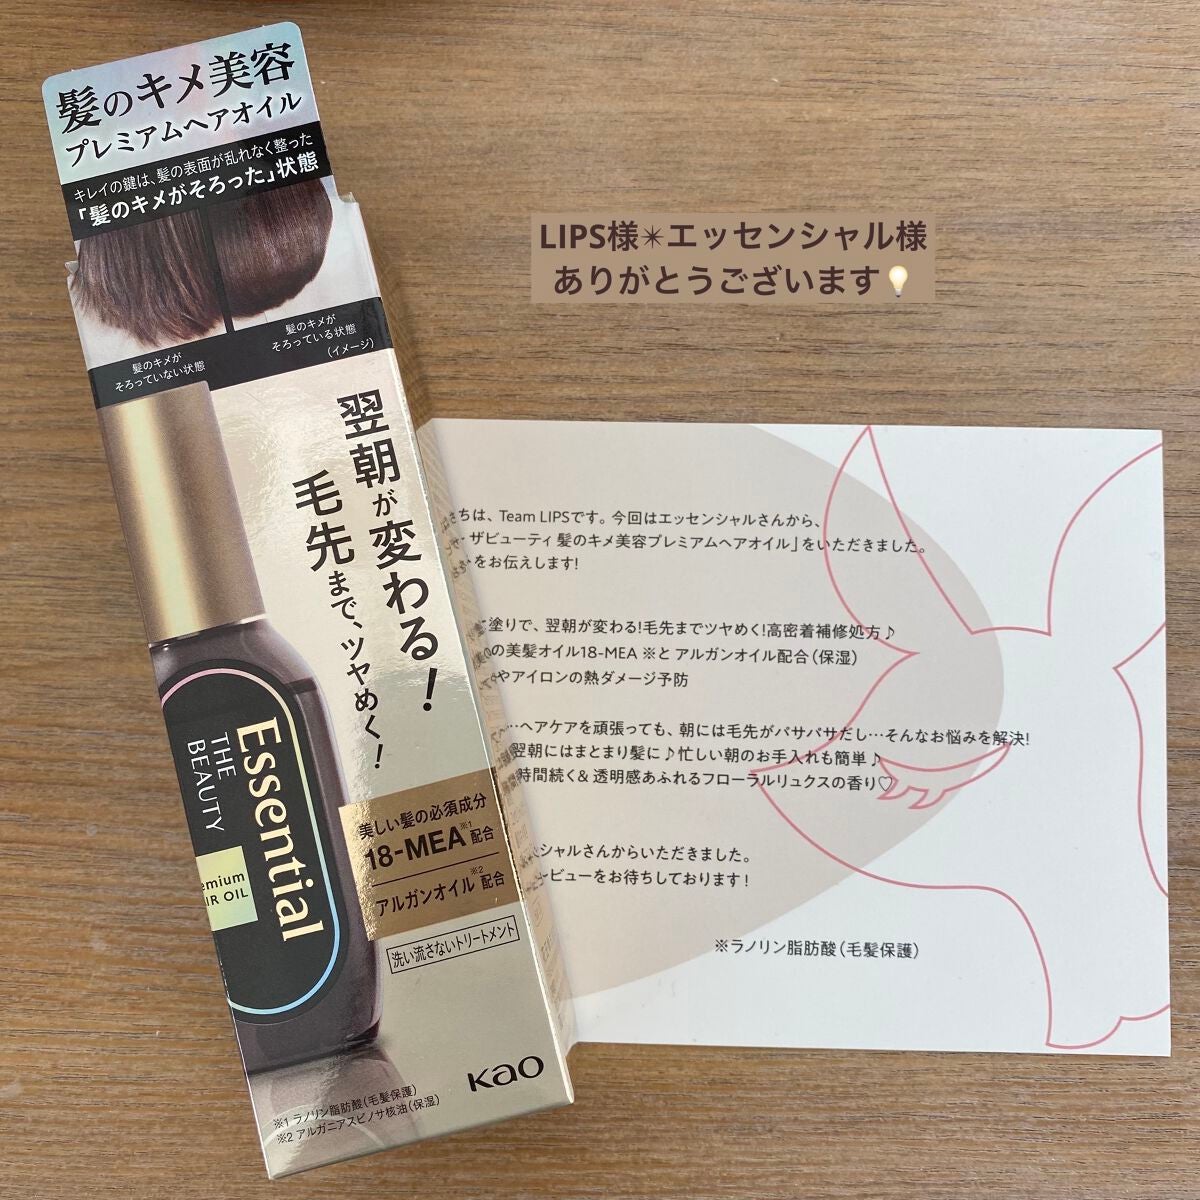 髪のキメ美容
プレミアムヘアオイル
キレイの鍵は、髪の表面が乱れなく整った
「髪のキメがそろった」状態
髪のキメが
そろっていない状態
髪のキメが
そろっている状態
(イメージ)
翌朝が変わる!
毛先まで、ツヤめく!
Essential
THE
BEAUTY
emium
IR OIL
美しい髪の必須成分
18-MEA※1配合
アルガンオイル※2配合
洗い流さないトリートメント
Kao
※1 ラノリン脂肪酸(毛髪保護)
※2 アルガニアスピノサ核油(保湿)
LIPS様✴エッセンシャル様
ありがとうございます💡
ちは、Team LIPSです。今回はエッセンシャルさんから、
ザビューティ 髪のキメ美容プレミアムヘアオイル」をいただきました。
をお伝えします!
塗りで、翌朝が変わる!毛先までツヤめく!高密着補修処方♪
の美髪オイル18-MEA ※と アルガンオイル配合(保湿)
やアイロンの熱ダメージ予防
…ヘアケアを頑張っても、朝には毛先がパサパサだし…そんなお悩みを解決!
翌朝にはまとまり髪に♪忙しい朝のお手入れも簡単♪
時間続く& 透明感あふれるフローラルリュクスの香り♡
シャルさんからいただきました。
ビューをお待ちしております!
※ラノリン脂肪酸(毛髪保護)